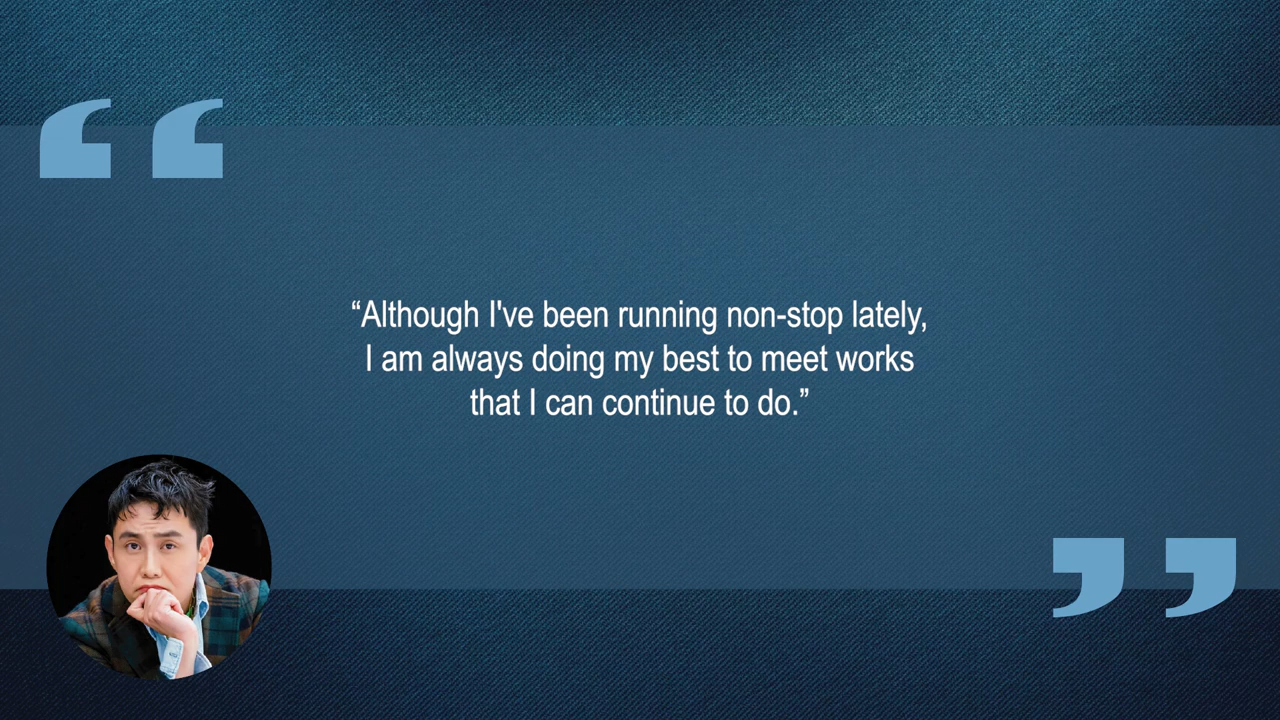 “Although I've been running non-stop lately,
I am always doing my best to meet works
that I can continue to do.”